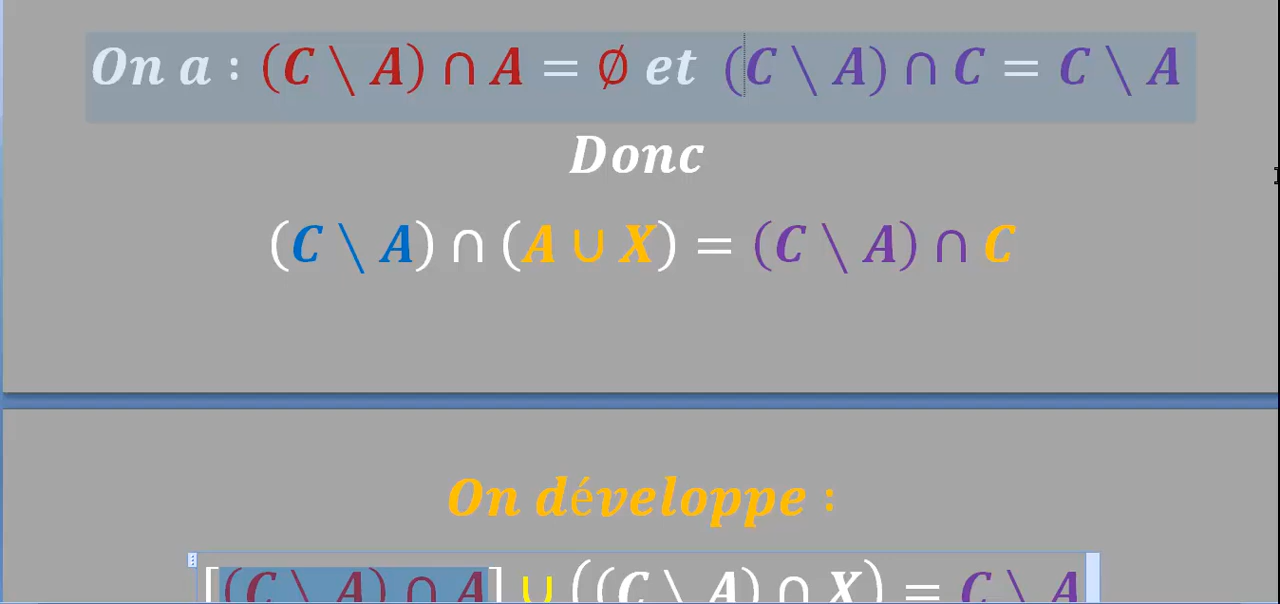 On a : (C \ A) ∩ A = ∅ et (C \ A) ∩ C = C \ A
Donc
(C \ A) ∩ (A ∪ X) = (C \ A) ∩ C
On développe :
[(C \ A) ∩ A] ∪ ((C \ A) ∩ X) = C \ A